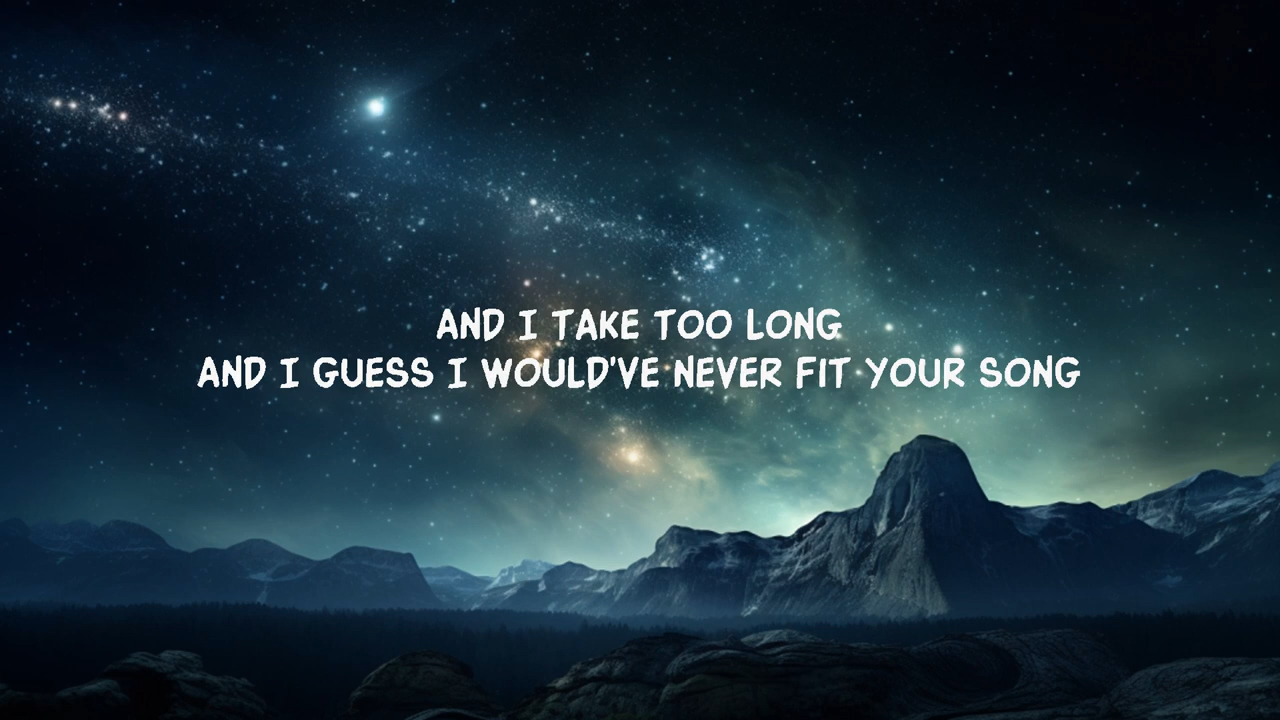 AND I TAKE TOO LONG
AND I GUESS I WOULD'VE NEVER FIT YOUR SONG